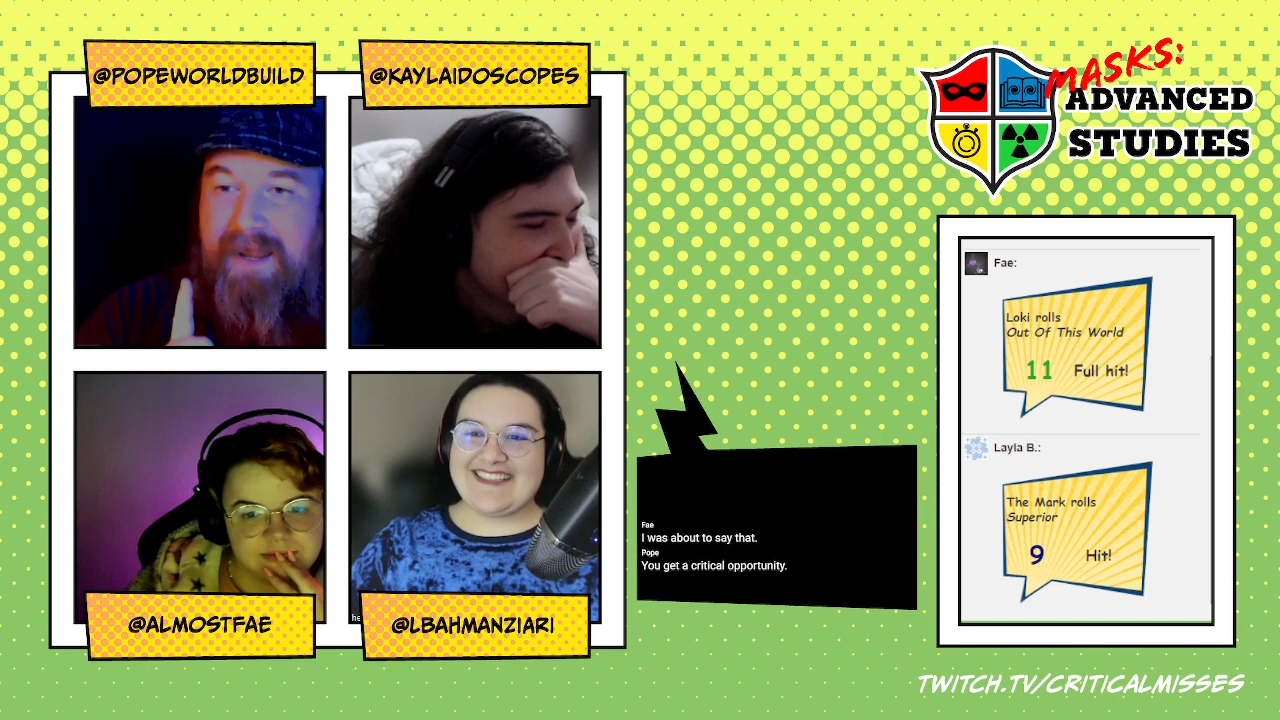 @POPEWORLDBUILD
@KAYLAIDOSCOPES
@ALMOSTFAE
he
@LBAHMANZIARI
Fae
I was about to say that.
Pope
You get a critical opportunity.
MASKS:
ADVANCED
STUDIES
Fae:
Loki rolls
Out Of This World
11 Full hit!
Layla B.:
The Mark rolls
Superior
9 Hit!
TWITCH.TV/CRITICALMISSES